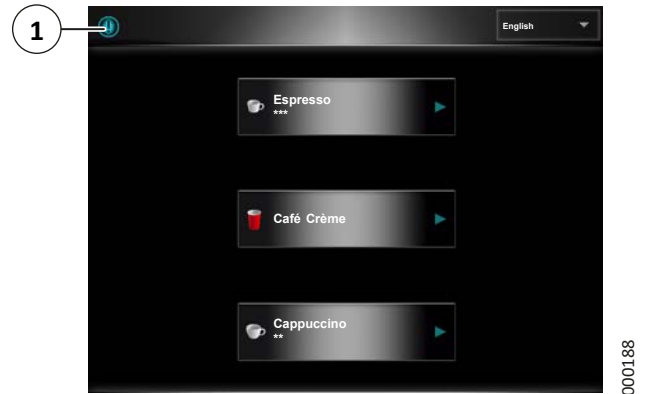 1
English
Espresso
***
Café Crème
Cappuccino
**
000188